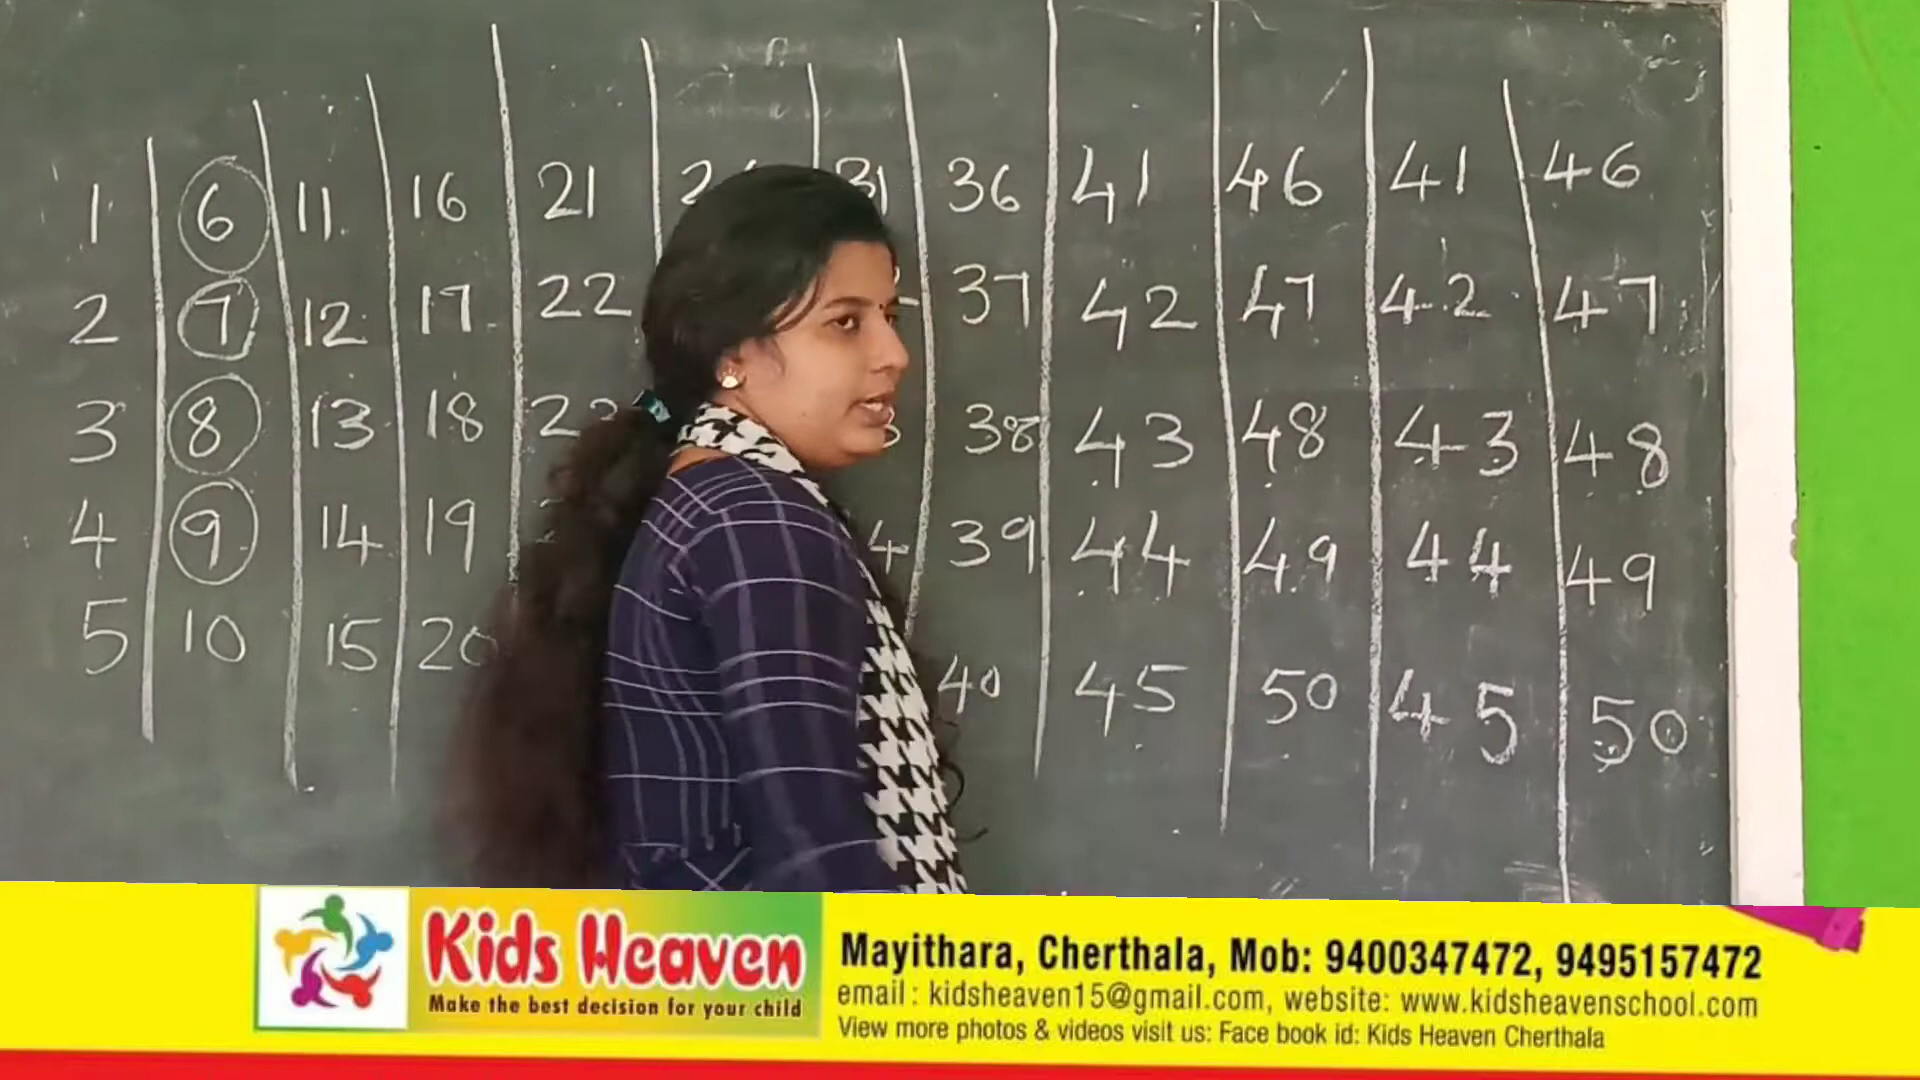 1 6 11 16 21 31 36 41 46 41 46
2 7 12 17 22 37 42 47 42 47
3 8 13 18 38 43 48 43 48
4 9 14 19 39 44 49 44 49
5 10 15 20 40 45 50 45 50
Kids Heaven
Make the best decision for your child
Mayithara, Cherthala, Mob: 9400347472, 9495157472
email : kidsheaven15@gmail.com, website: www.kidsheavenschool.com
View more photos & videos visit us: Face book id: Kids Heaven Cherthala